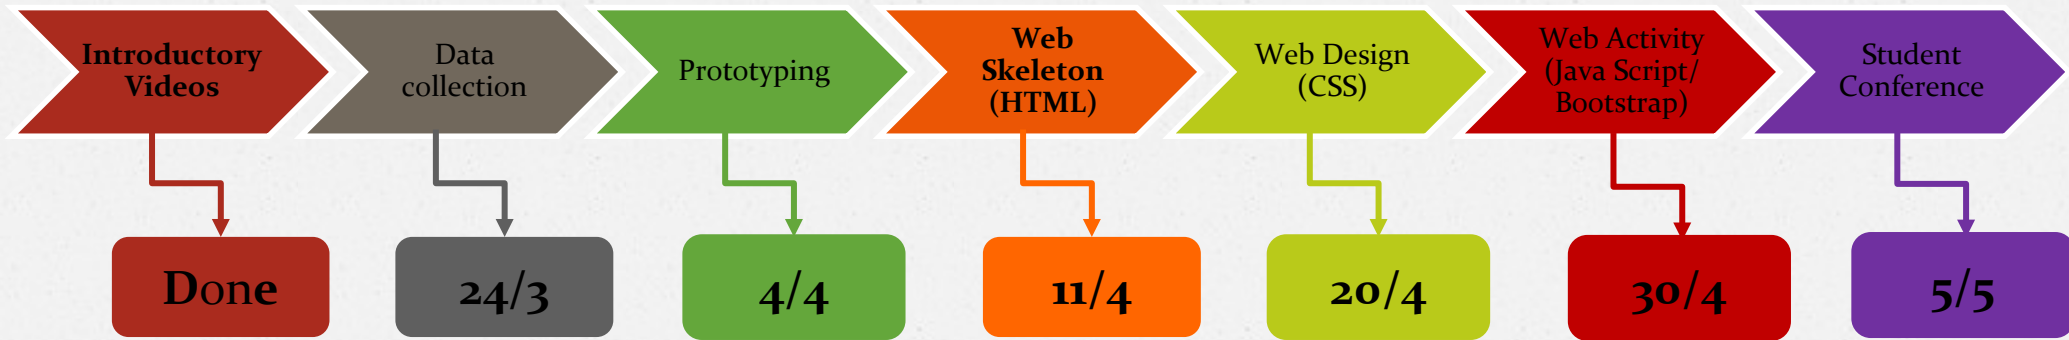 Introductory
Videos
Data
collection
Prototyping
Web
Skeleton
(HTML)
Web Design
(CSS)
Web Activity
(Java Script/
Bootstrap)
Student
Conference
Done
24/3
4/4
11/4
20/4
30/4
5/5